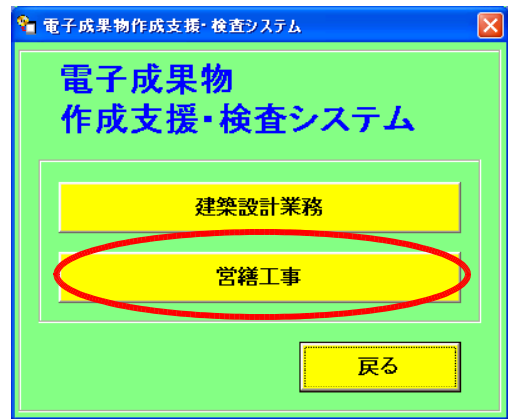 電子成果物作成支援・検査システム
電子成果物
作成支援・検査システム
建築設計業務
営繕工事
戻る